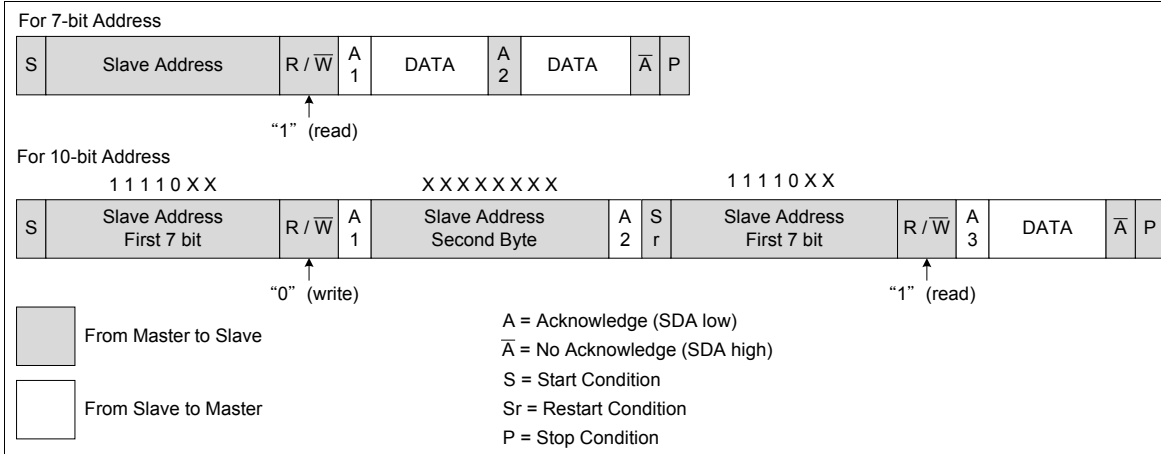 For 7-bit Address
S Slave Address R / W̅ A 1 DATA A 2 DATA A̅ P
“1” (read)
For 10-bit Address
1 1 1 1 0 X X X X X X X X X X 1 1 1 1 0 X X
S Slave Address First 7 bit R / W̅ A 1 Slave Address Second Byte A 2 S r Slave Address First 7 bit R / W̅ A 3 DATA A̅ P
“0” (write) “1” (read)
From Master to Slave
From Slave to Master
A = Acknowledge (SDA low)
A̅ = No Acknowledge (SDA high)
S = Start Condition
Sr = Restart Condition
P = Stop Condition